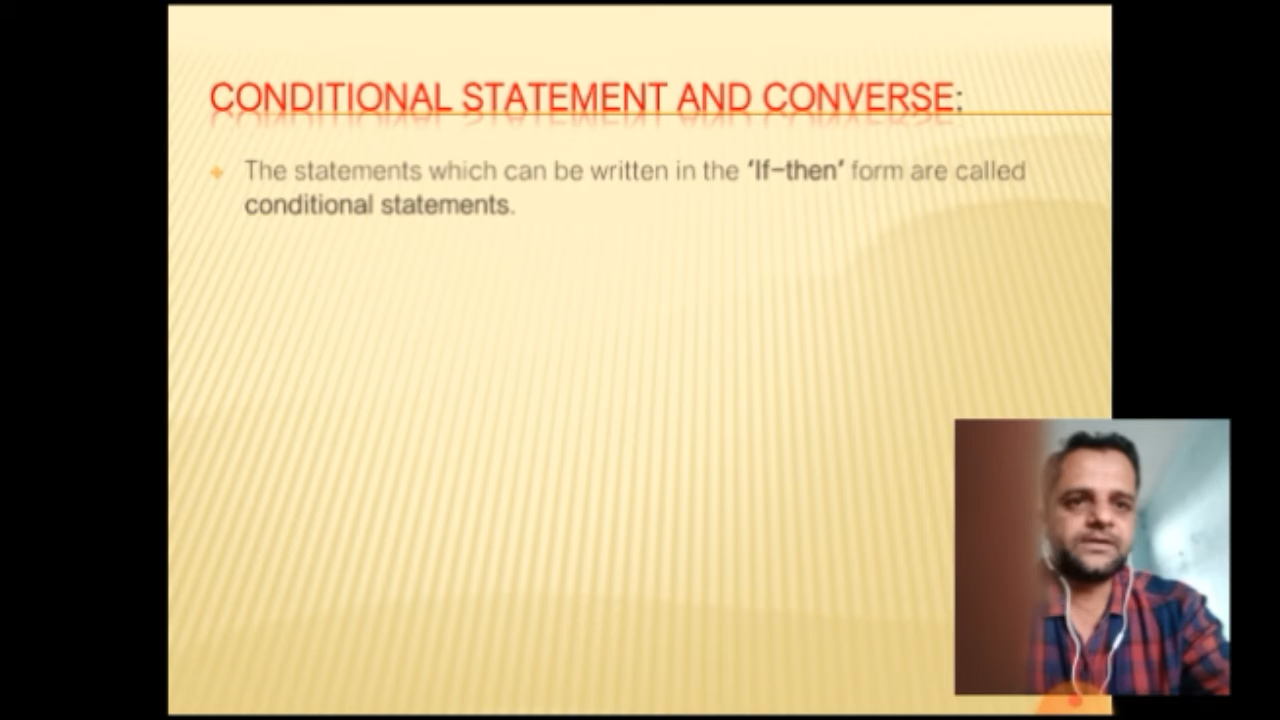 CONDITIONAL STATEMENT AND CONVERSE:
The statements which can be written in the ‘If-then’ form are called
conditional statements.